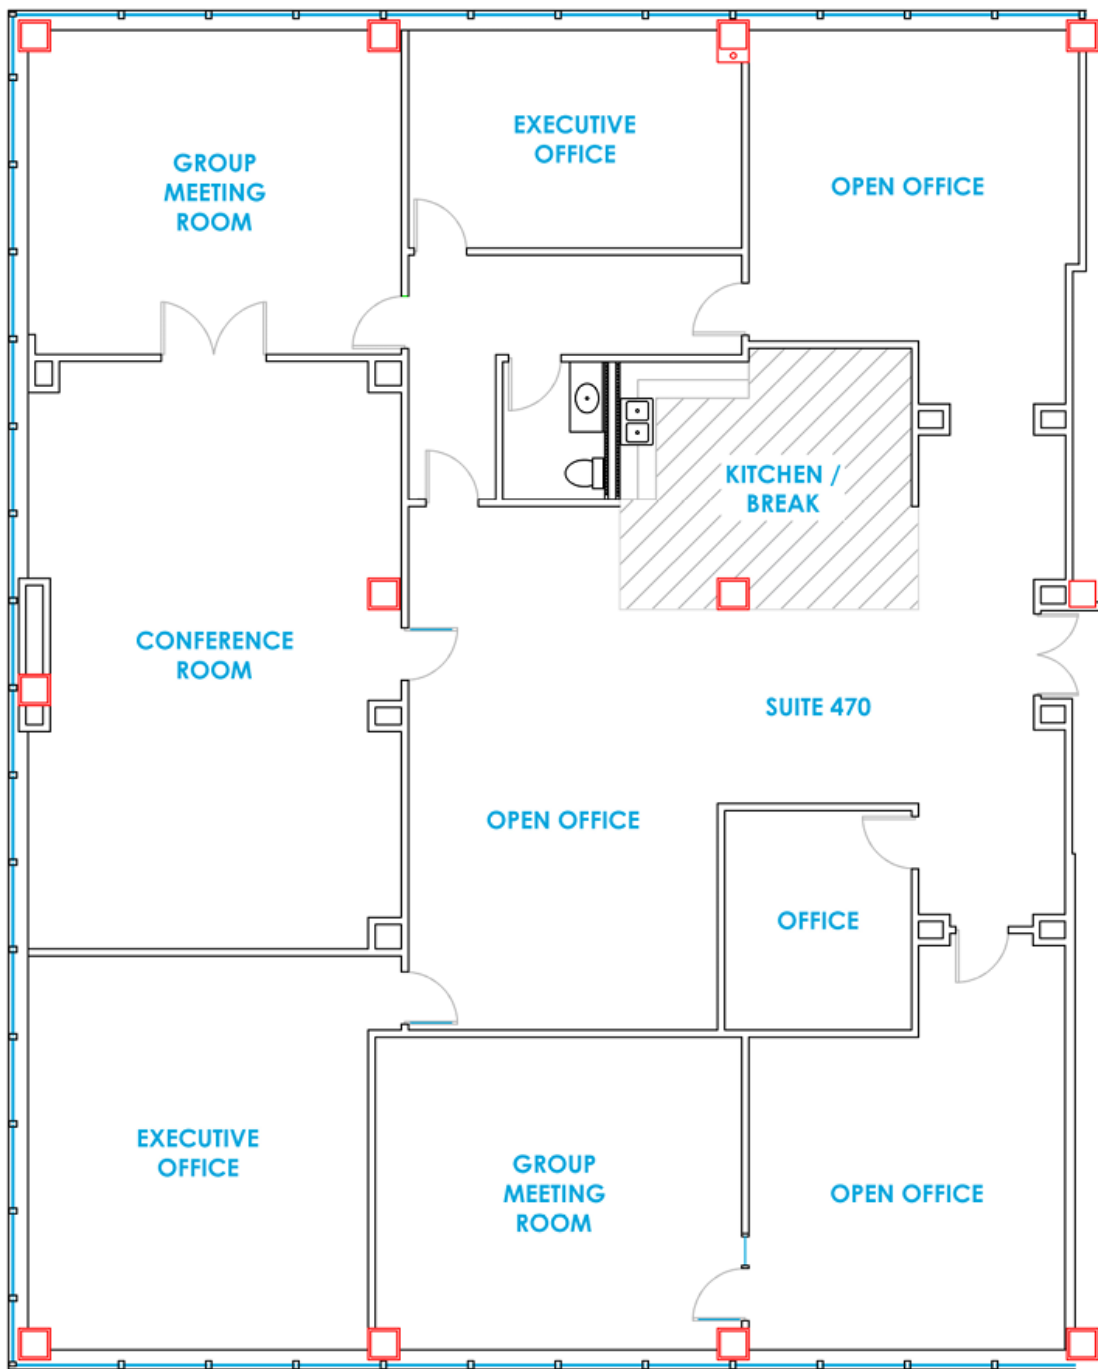 EXECUTIVE
OFFICE
GROUP
MEETING
ROOM
OPEN OFFICE
KITCHEN /
BREAK
CONFERENCE
ROOM
SUITE 470
OPEN OFFICE
OFFICE
EXECUTIVE
OFFICE
GROUP
MEETING
ROOM
OPEN OFFICE